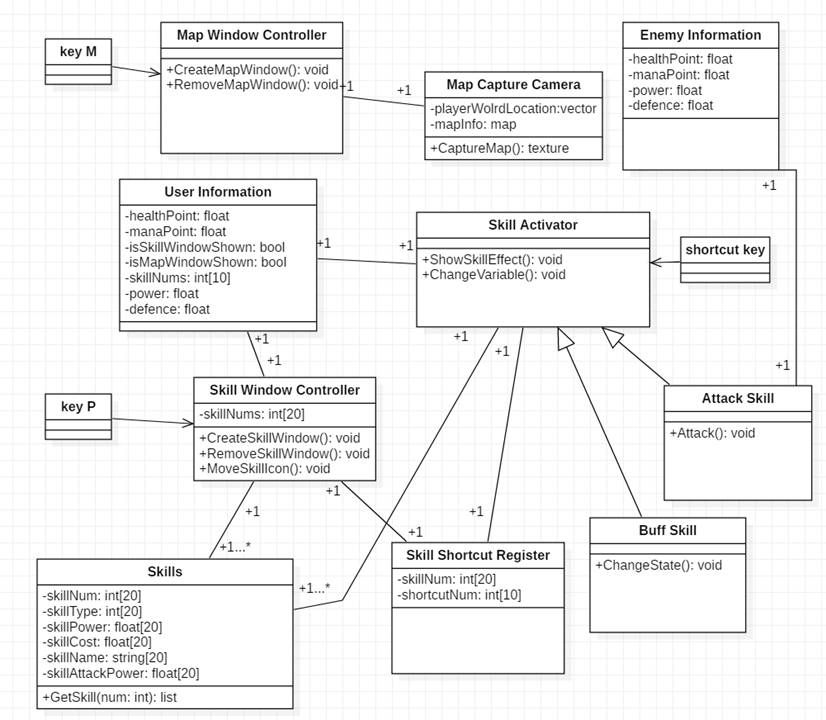 key M
Map Window Controller
+CreateMapWindow(): void
+RemoveMapWindow(): void
+1
+1
Map Capture Camera
-playerWolrdLocation:vector
-mapInfo: map
+CaptureMap(): texture
Enemy Information
-healthPoint: float
-manaPoint: float
-power: float
-defence: float
+1
User Information
-healthPoint: float
-manaPoint: float
-isSkillWindowShown: bool
-isMapWindowShown: bool
-skillNums: int[10]
-power: float
-defence: float
+1
+1
Skill Activator
+ShowSkillEffect(): void
+ChangeVariable(): void
shortcut key
+1
+1
+1
+1
+1
key P
Skill Window Controller
-skillNums: int[20]
+CreateSkillWindow(): void
+RemoveSkillWindow(): void
+MoveSkillIcon(): void
Attack Skill
+Attack(): void
+1
+1
+1
+1
+1...*
Skills
-skillNum: int[20]
-skillType: int[20]
-skillPower: float[20]
-skillCost: float[20]
-skillName: string[20]
-skillAttackPower: float[20]
+GetSkill(num: int): list
+1...*
Skill Shortcut Register
-skillNum: int[20]
-shortcutNum: int[10]
Buff Skill
+ChangeState(): void